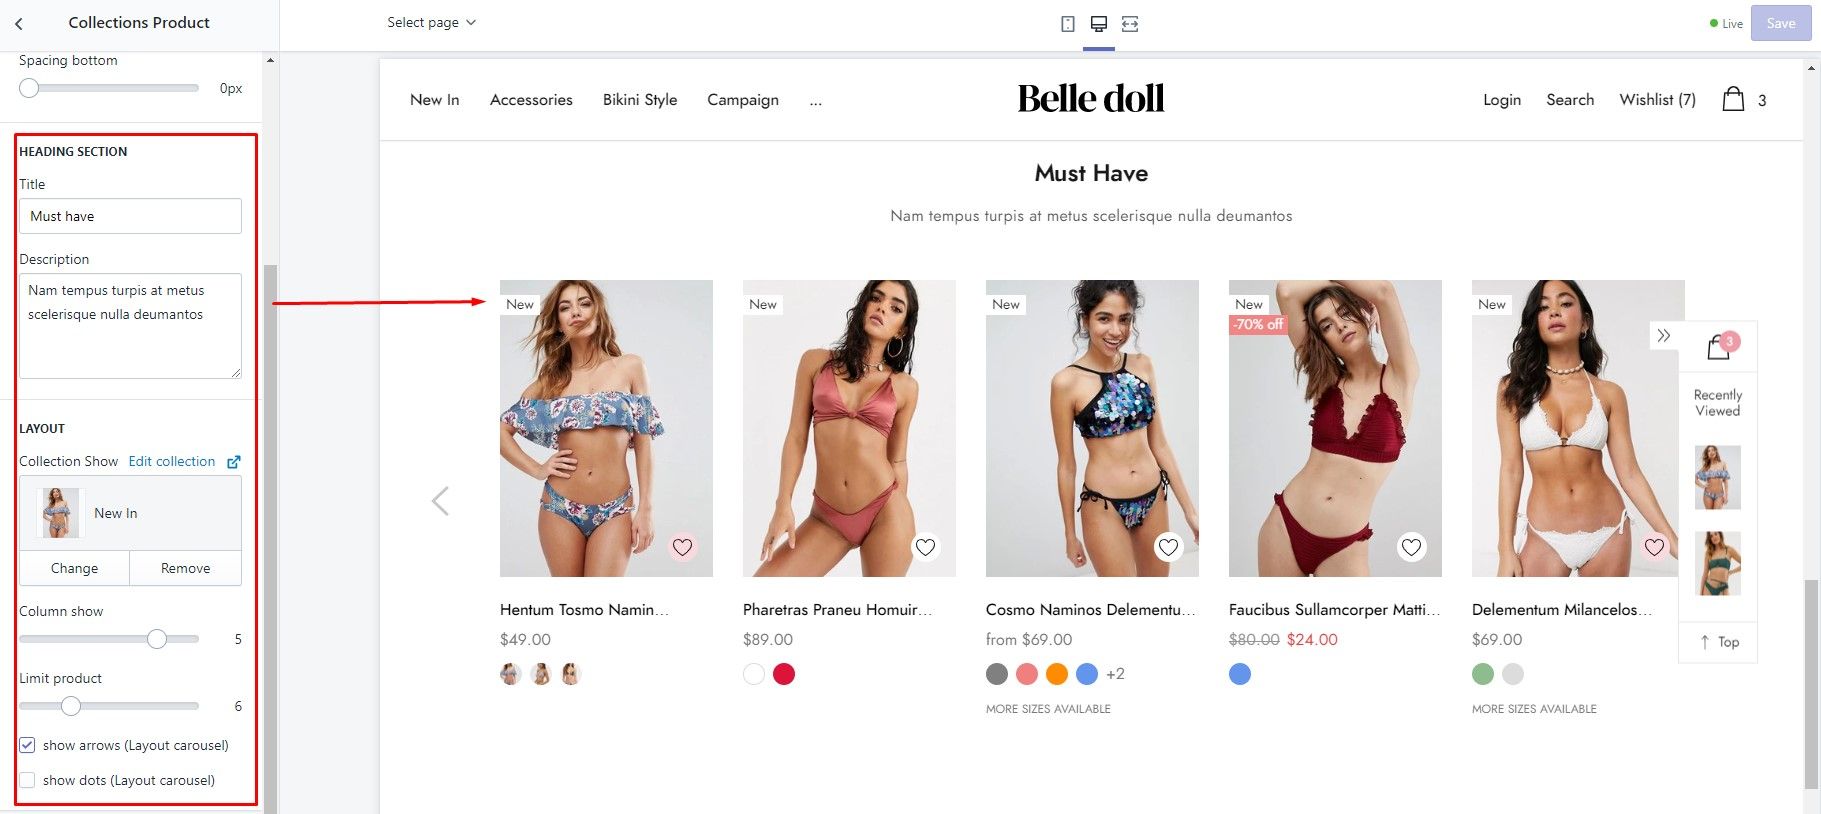 Collections Product
Select page
Live
Save
Spacing bottom
0px
HEADING SECTION
Title
Must have
Description
Nam tempus turpis at metus
scelerisque nulla deumantos
LAYOUT
Collection Show Edit collection
New In
Change Remove
Column show
5
Limit product
6
show arrows (Layout carousel)
show dots (Layout carousel)
New In Accessories Bikini Style Campaign ...
Belle doll
Login Search Wishlist (7) 3
Must Have
Nam tempus turpis at metus scelerisque nulla deumantos
New
Hentum Tosmo Namin...
$49.00
New
Pharetras Praneu Homuir...
$89.00
New
Cosmo Naminos Delementu...
from $69.00
+2
MORE SIZES AVAILABLE
New
-70% off
Faucibus Sullamcorper Matti...
$80.00 $24.00
New
Delementum Milancelos...
$69.00
MORE SIZES AVAILABLE
3
Recently
Viewed
Top